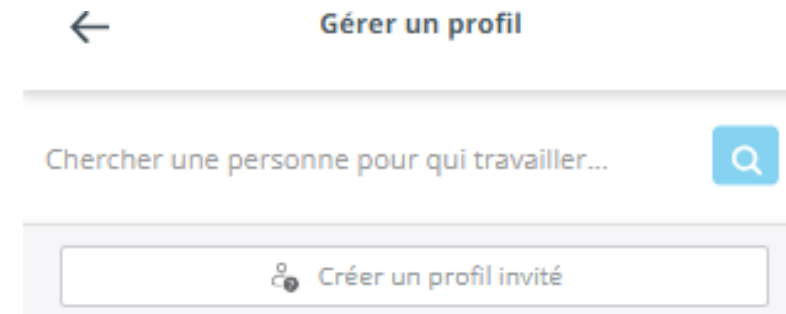 Gérer un profil
Chercher une personne pour qui travailler...
Créer un profil invité